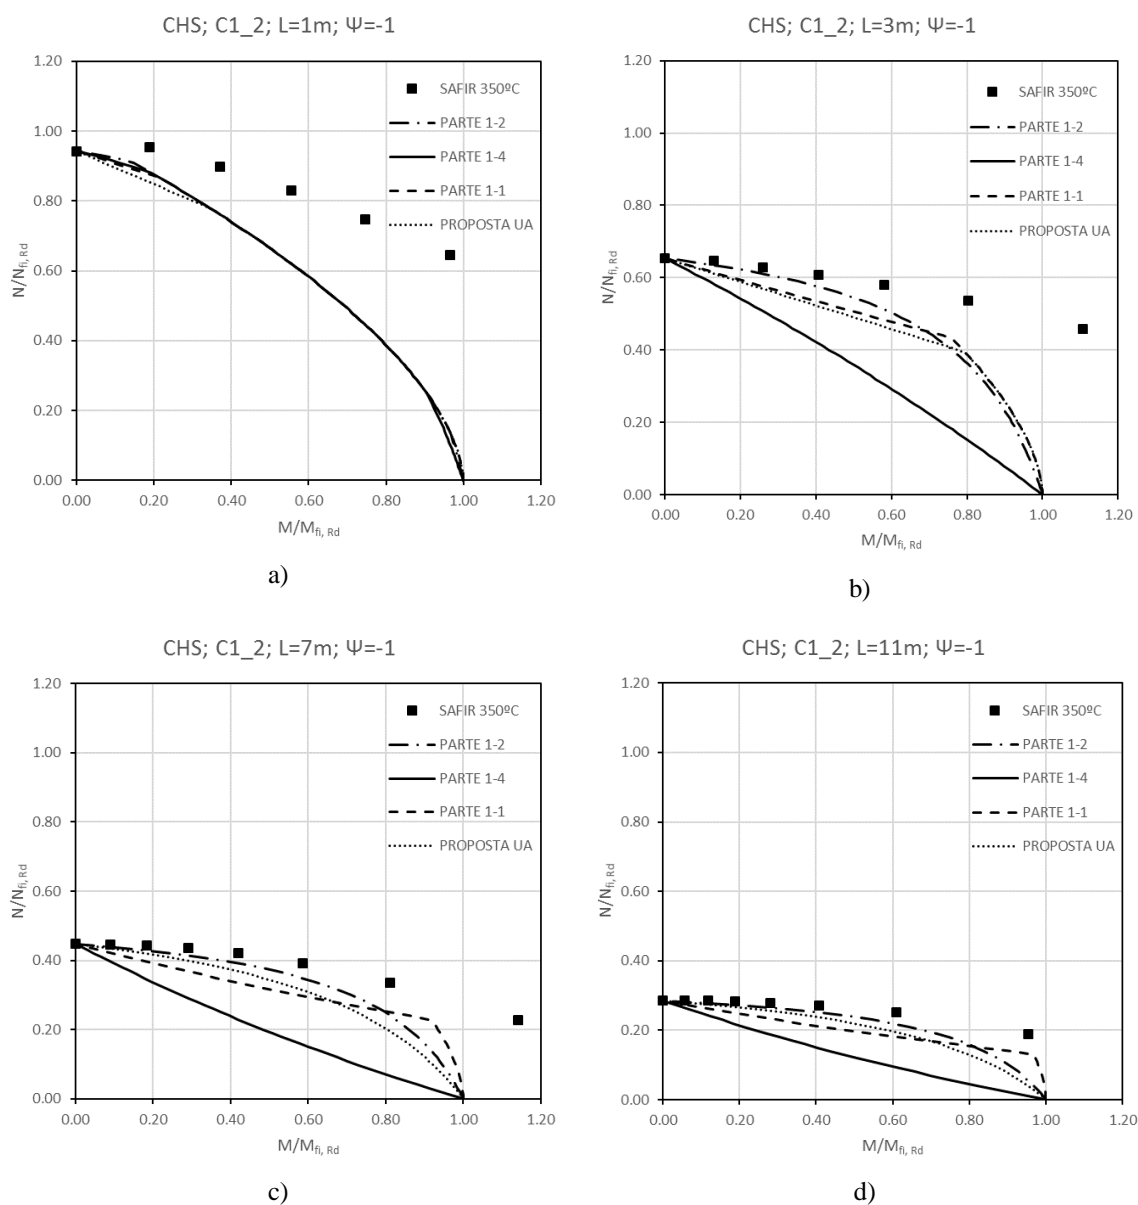 CHS; C1_2; L=1m; Ψ=-1
1.20
1.00
0.80
0.60
0.40
0.20
0.00
N/Nfi, Rd
SAFIR 350ºC
PARTE 1-2
PARTE 1-4
PARTE 1-1
PROPOSTA UA
0.00 0.20 0.40 0.60 0.80 1.00 1.20
M/Mfi, Rd
a)
CHS; C1_2; L=3m; Ψ=-1
1.20
1.00
0.80
0.60
0.40
0.20
0.00
N/Nfi, Rd
SAFIR 350ºC
PARTE 1-2
PARTE 1-4
PARTE 1-1
PROPOSTA UA
0.00 0.20 0.40 0.60 0.80 1.00 1.20
M/Mfi, Rd
b)
CHS; C1_2; L=7m; Ψ=-1
1.20
1.00
0.80
0.60
0.40
0.20
0.00
N/Nfi, Rd
SAFIR 350ºC
PARTE 1-2
PARTE 1-4
PARTE 1-1
PROPOSTA UA
0.00 0.20 0.40 0.60 0.80 1.00 1.20
M/Mfi, Rd
c)
CHS; C1_2; L=11m; Ψ=-1
1.20
1.00
0.80
0.60
0.40
0.20
0.00
N/Nfi, Rd
SAFIR 350ºC
PARTE 1-2
PARTE 1-4
PARTE 1-1
PROPOSTA UA
0.00 0.20 0.40 0.60 0.80 1.00 1.20
M/Mfi, Rd
d)